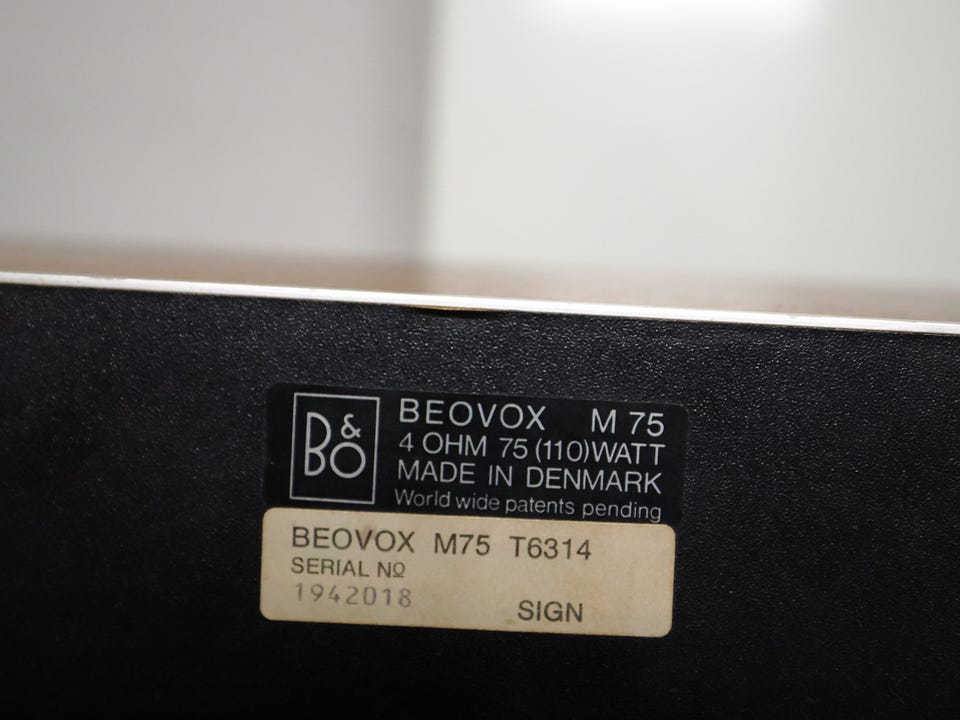 B&O
BEOVOX M 75
4 OHM 75 (110)WATT
MADE IN DENMARK
World wide patents pending
BEOVOX M75 T6314
SERIAL Nº
1942018
SIGN